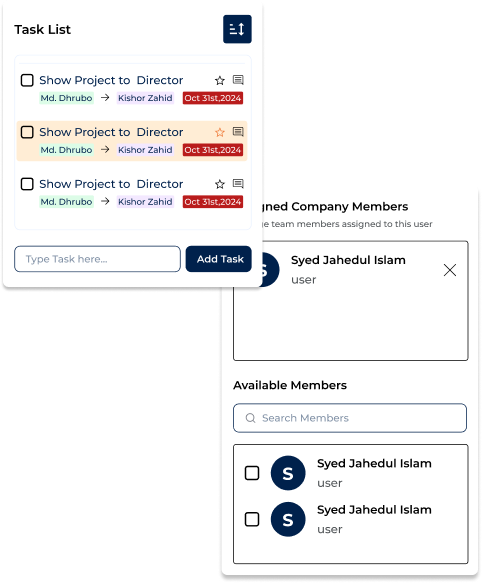 Task List
Show Project to Director
Md. Dhrubo → Kishor Zahid Oct 31st,2024
Show Project to Director
Md. Dhrubo → Kishor Zahid Oct 31st,2024
Show Project to Director
Md. Dhrubo → Kishor Zahid Oct 31st,2024
Type Task here...
Add Task
Company Members
team members assigned to this user
S
Syed Jahedul Islam
user
Available Members
Search Members
S
Syed Jahedul Islam
user
S
Syed Jahedul Islam
user